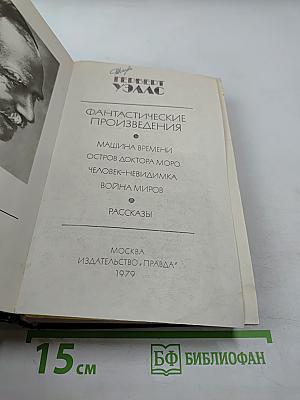 ГЕРБЕРТ
УЭЛЛС
ФАНТАСТИЧЕСКИЕ
ПРОИЗВЕДЕНИЯ
МАШИНА ВРЕМЕНИ
ОСТРОВ ДОКТОРА МОРО
ЧЕЛОВЕК-НЕВИДИМКА
ВОЙНА МИРОВ
РАССКАЗЫ
МОСКВА
ИЗДАТЕЛЬСТВО „ПРАВДА"
1979
15 см
БФ БИБЛИОФАН